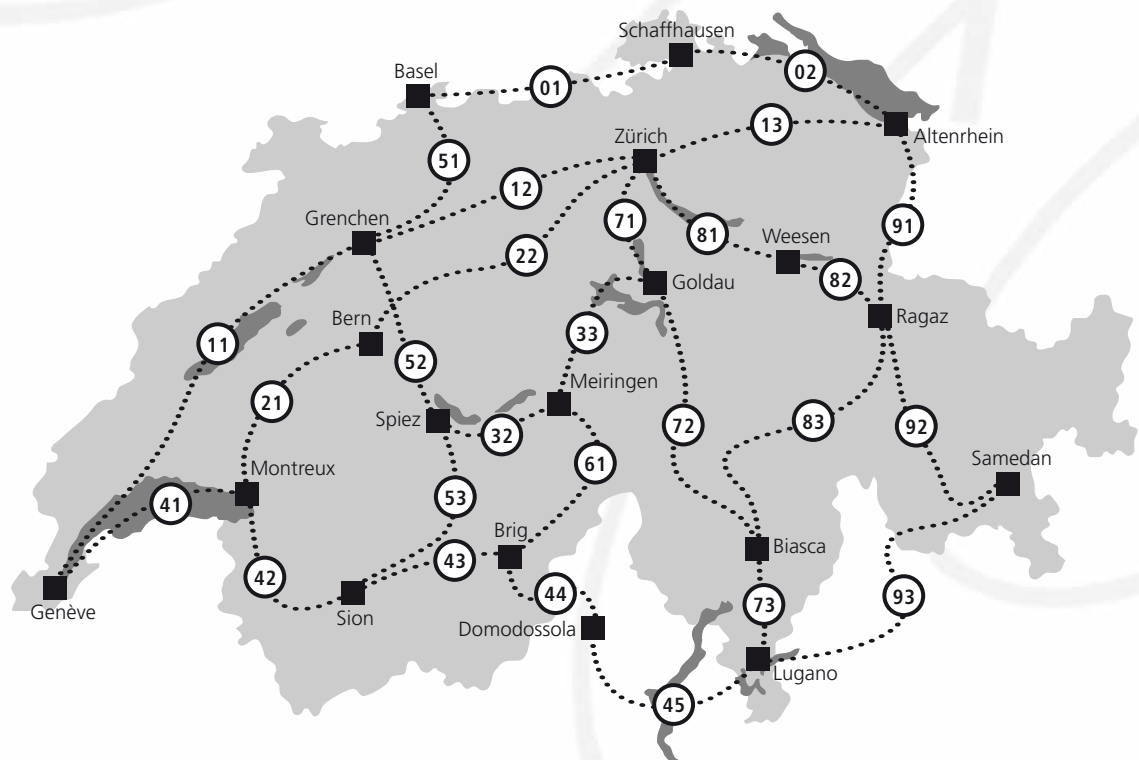 Schaffhausen
Basel
02
01
13
Zürich
Altenrhein
51
12
Grenchen
71
91
81
Weesen
22
82
Goldau
Ragaz
Bern
33
11
52
Meiringen
21
Spiez
83
72
92
32
Samedan
61
Montreux
53
41
Brig
Biasca
43
42
44
93
73
Genève
Sion
Domodossola
Lugano
45